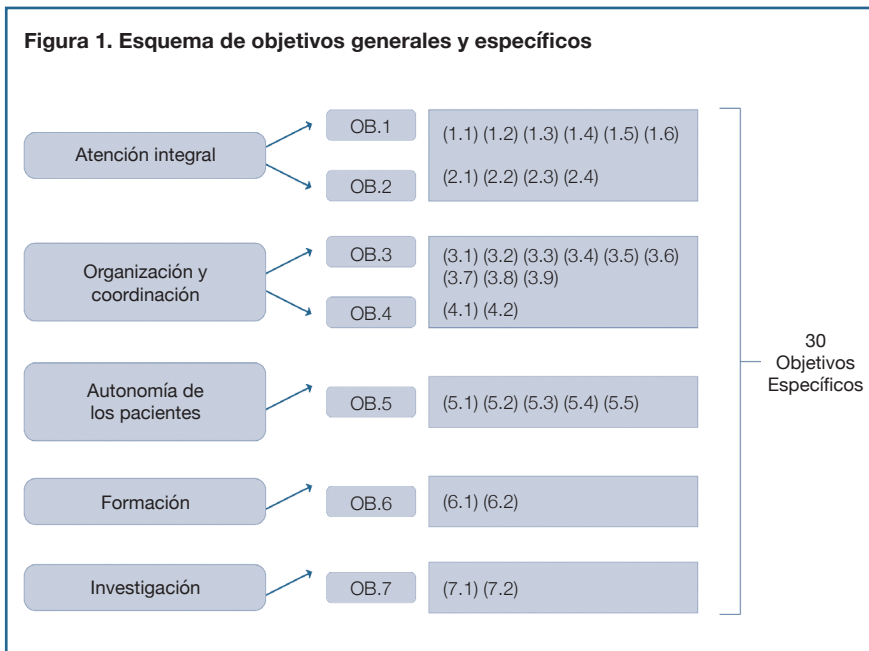 Figura 1. Esquema de objetivos generales y específicos
Atención integral
OB.1
(1.1) (1.2) (1.3) (1.4) (1.5) (1.6)
OB.2
(2.1) (2.2) (2.3) (2.4)
Organización y
coordinación
OB.3
(3.1) (3.2) (3.3) (3.4) (3.5) (3.6)
(3.7) (3.8) (3.9)
OB.4
(4.1) (4.2)
Autonomía de
los pacientes
OB.5
(5.1) (5.2) (5.3) (5.4) (5.5)
Formación
OB.6
(6.1) (6.2)
Investigación
OB.7
(7.1) (7.2)
30
Objetivos
Específicos